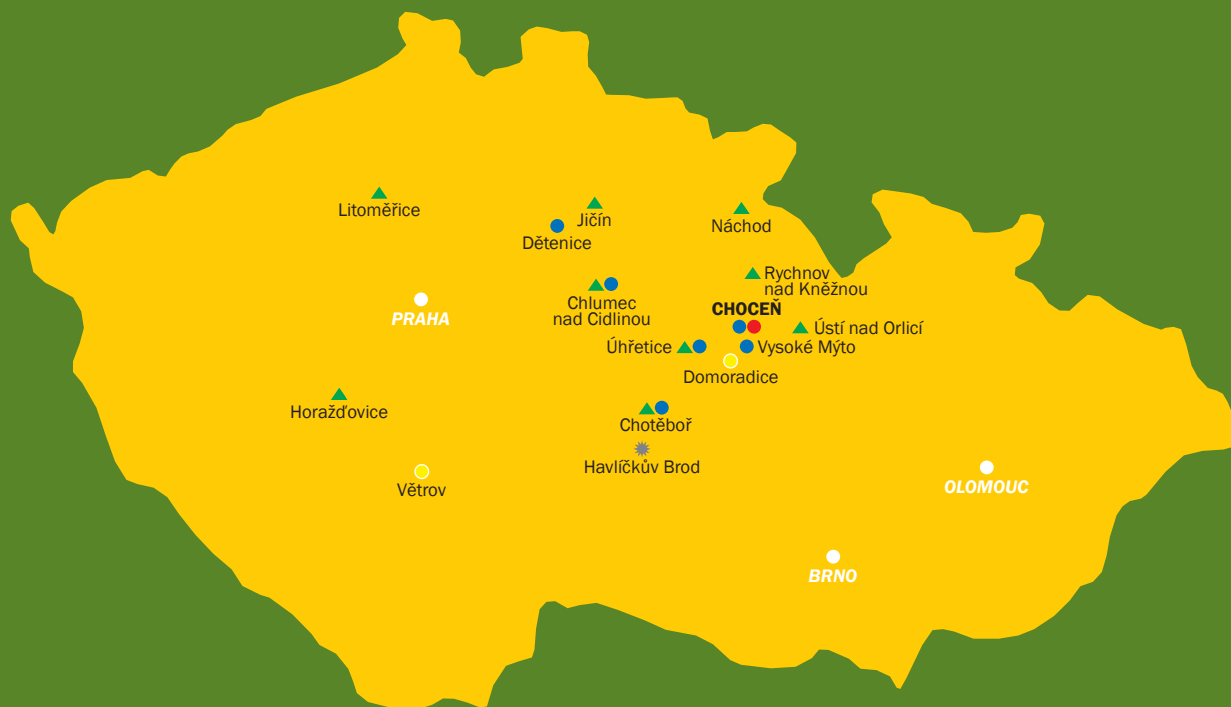 Litoměřice
Jičín
Náchod
Dětenice
Rychnov
nad Kněžnou
Chlumec
nad Cidlinou
CHOCEŇ
PRAHA
Ústí nad Orlicí
Úhřetice
Vysoké Mýto
Domoradice
Horažďovice
Chotěboř
Havlíčkův Brod
Větrov
OLOMOUC
BRNO